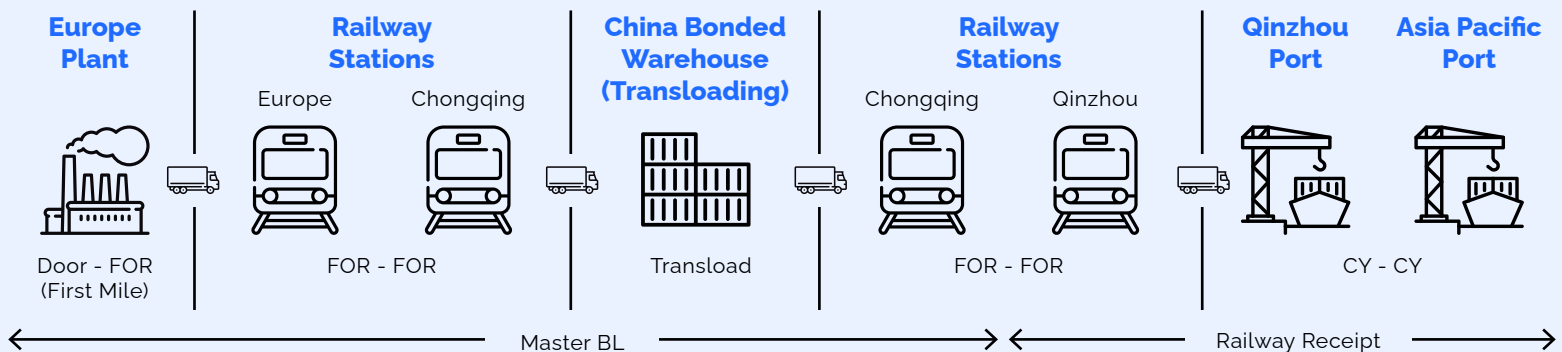 Europe
Plant
Railway
Stations
China Bonded
Warehouse
(Transloading)
Railway
Stations
Qinzhou
Port
Asia Pacific
Port
Europe
Chongqing
Chongqing
Qinzhou
Door - FOR
(First Mile)
FOR - FOR
Transload
FOR - FOR
CY - CY
Master BL
Railway Receipt